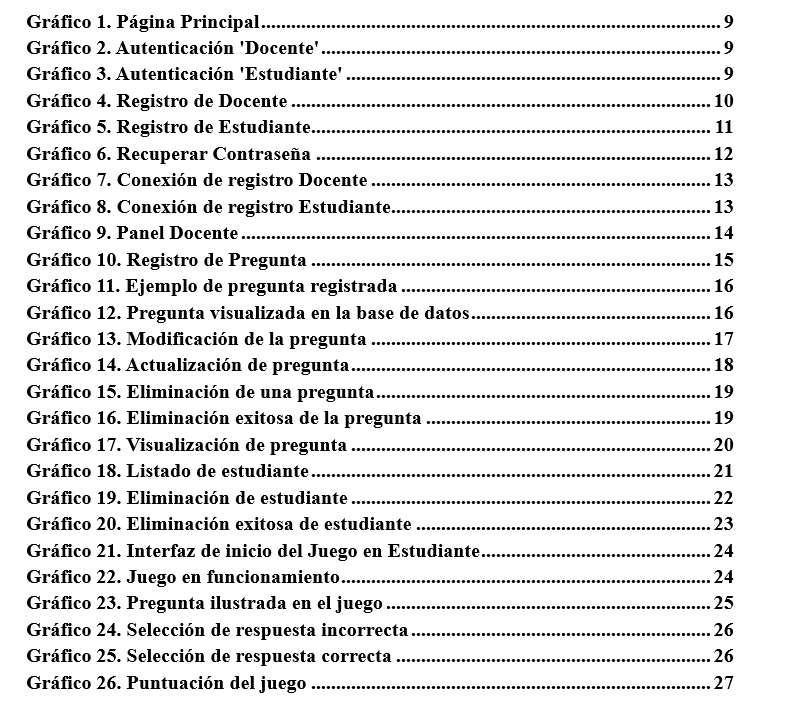 Gráfico 1. Página Principal.......... 9
Gráfico 2. Autenticación 'Docente'.......... 9
Gráfico 3. Autenticación 'Estudiante' .......... 9
Gráfico 4. Registro de Docente .......... 10
Gráfico 5. Registro de Estudiante.......... 11
Gráfico 6. Recuperar Contraseña .......... 12
Gráfico 7. Conexión de registro Docente .......... 13
Gráfico 8. Conexión de registro Estudiante.......... 13
Gráfico 9. Panel Docente .......... 14
Gráfico 10. Registro de Pregunta .......... 15
Gráfico 11. Ejemplo de pregunta registrada .......... 16
Gráfico 12. Pregunta visualizada en la base de datos.......... 16
Gráfico 13. Modificación de la pregunta .......... 17
Gráfico 14. Actualización de pregunta.......... 18
Gráfico 15. Eliminación de una pregunta.......... 19
Gráfico 16. Eliminación exitosa de la pregunta .......... 19
Gráfico 17. Visualización de pregunta .......... 20
Gráfico 18. Listado de estudiante.......... 21
Gráfico 19. Eliminación de estudiante .......... 22
Gráfico 20. Eliminación exitosa de estudiante .......... 23
Gráfico 21. Interfaz de inicio del Juego en Estudiante.......... 24
Gráfico 22. Juego en funcionamiento.......... 24
Gráfico 23. Pregunta ilustrada en el juego .......... 25
Gráfico 24. Selección de respuesta incorrecta .......... 26
Gráfico 25. Selección de respuesta correcta .......... 26
Gráfico 26. Puntuación del juego .......... 27